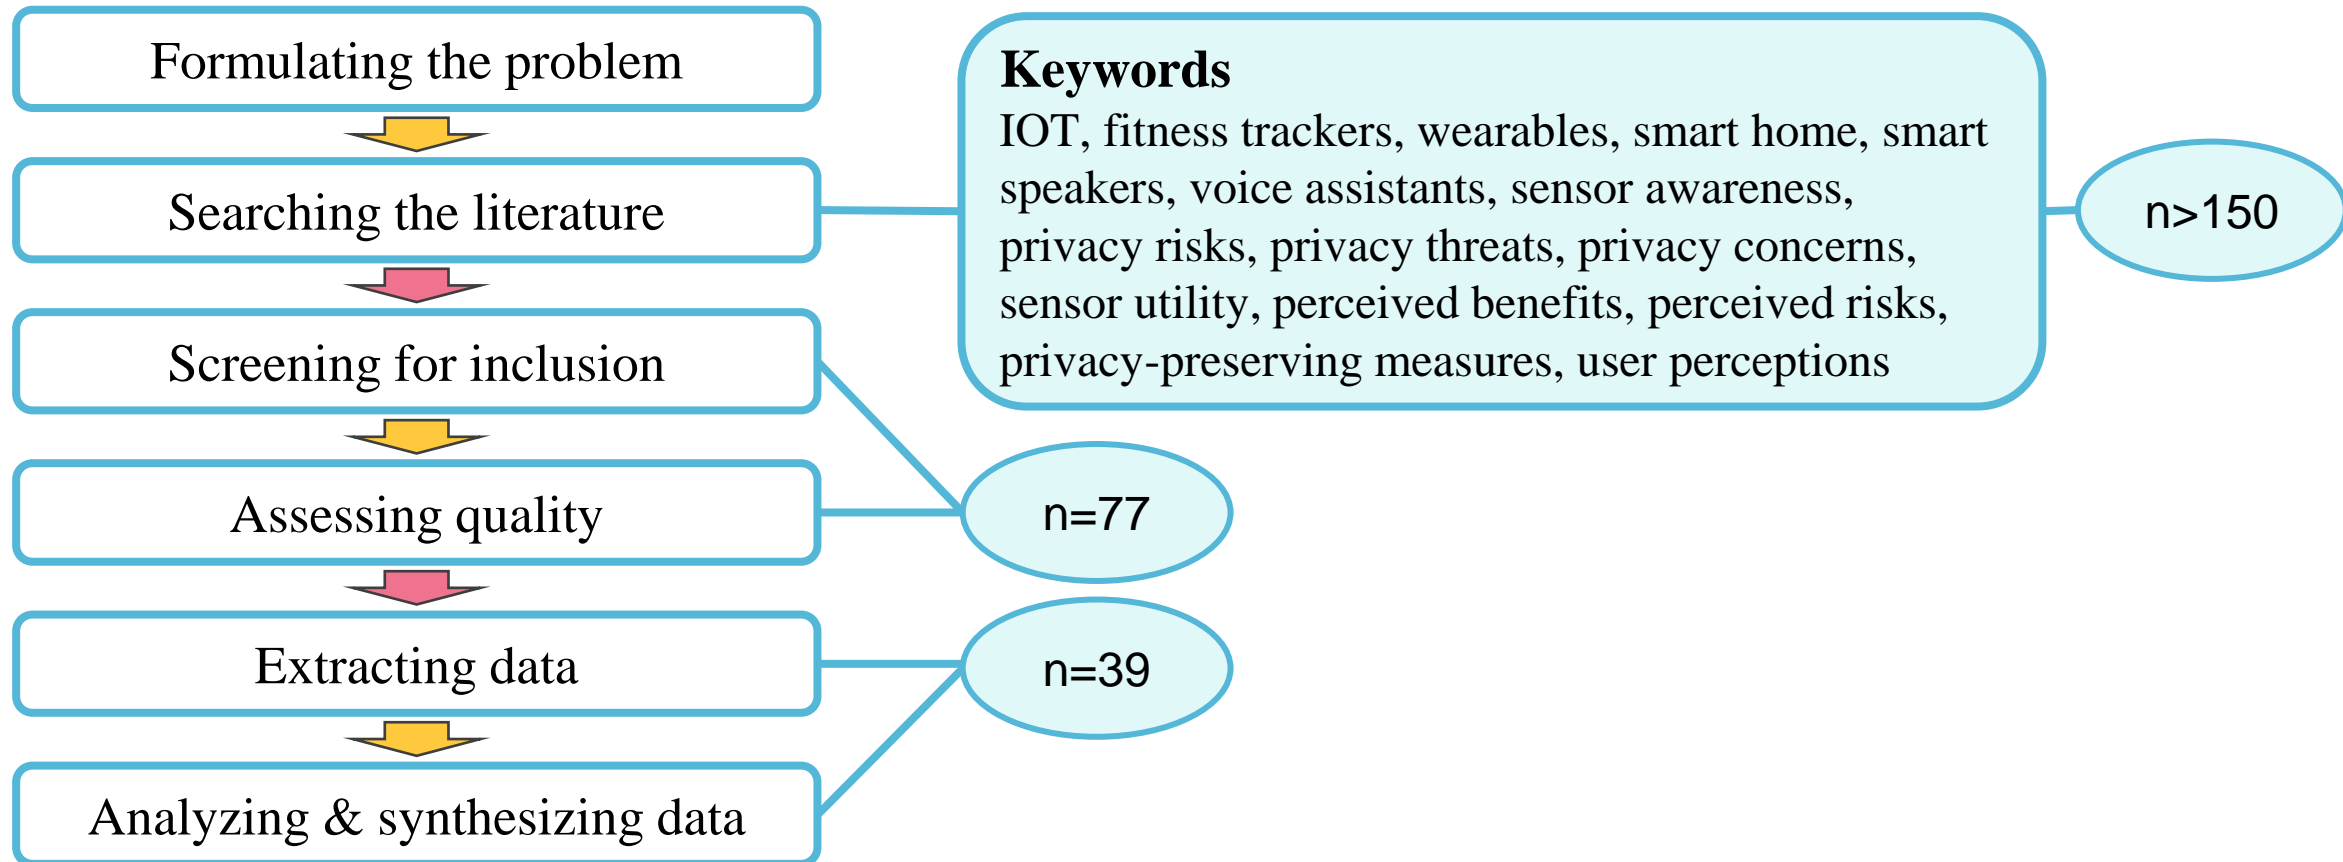 Formulating the problem
Searching the literature
Screening for inclusion
Assessing quality
Extracting data
Analyzing & synthesizing data
Keywords
IOT, fitness trackers, wearables, smart home, smart
speakers, voice assistants, sensor awareness,
privacy risks, privacy threats, privacy concerns,
sensor utility, perceived benefits, perceived risks,
privacy-preserving measures, user perceptions
n>150
n=77
n=39